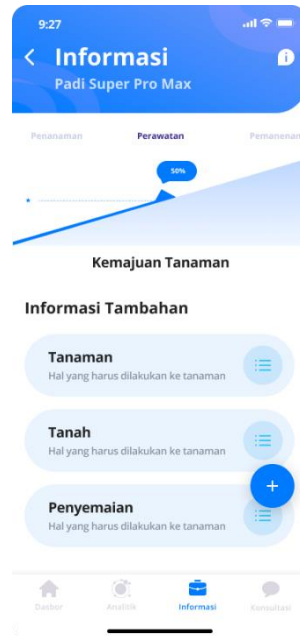 9:27
Informasi
Padi Super Pro Max
Penanaman Perawatan Pemanenan
50%
Kemajuan Tanaman
Informasi Tambahan
Tanaman
Hal yang harus dilakukan ke tanaman
Tanah
Hal yang harus dilakukan ke tanaman
Penyemaian
Hal yang harus dilakukan ke tanaman
Dasbor Analitik Informasi Konsultasi